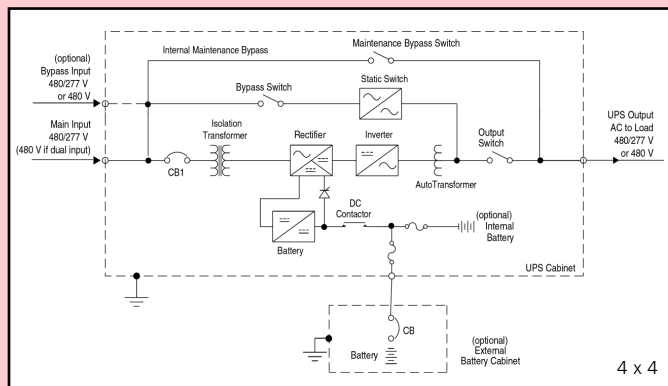 Internal Maintenance Bypass
Maintenance Bypass Switch
(optional)
Bypass Input
480/277 V
or 480 V
Bypass Switch
Static Switch
Main Input
480/277 V
(480 V if dual input)
Isolation
Transformer
Rectifier
Inverter
Output
Switch
UPS Output
AC to Load
480/277 V
or 480 V
CB1
AutoTransformer
DC
Contactor
(optional)
Internal
Battery
Battery
UPS Cabinet
CB
Battery
(optional)
External
Battery Cabinet
4 x 4